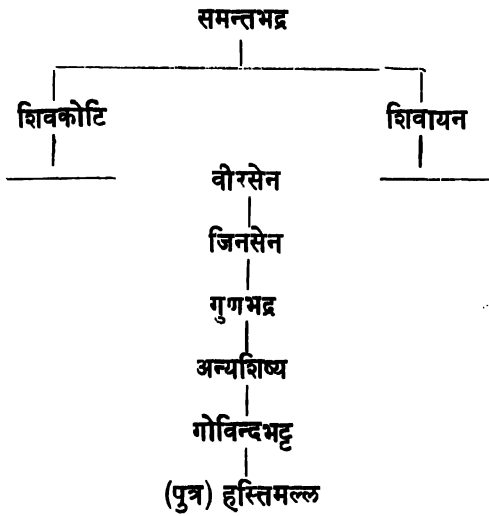 समन्तभद्र
शिवकोटि शिवायन
वीरसेन
जिनसेन
गुणभद्र
अन्यशिष्य
गोविन्दभट्ट
(पुत्र) हस्तिमल्ल